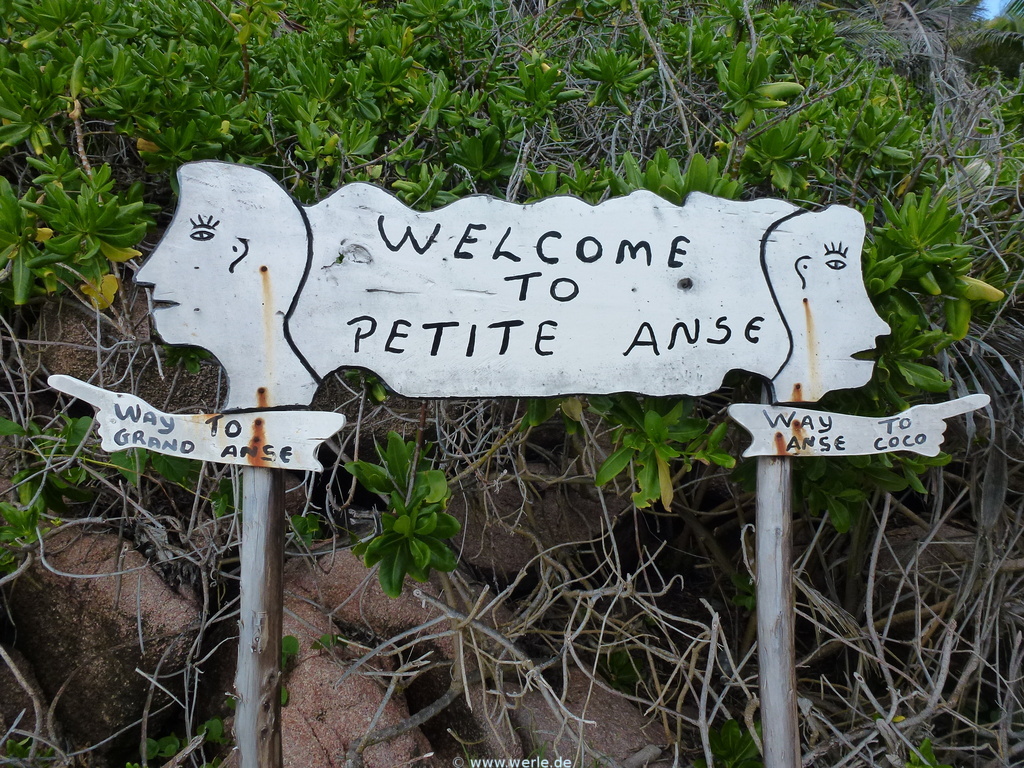 WELCOME
TO
PETITE ANSE
WAY TO
GRAND ANSE
WAY TO
ANSE COCO
© www.werle.de